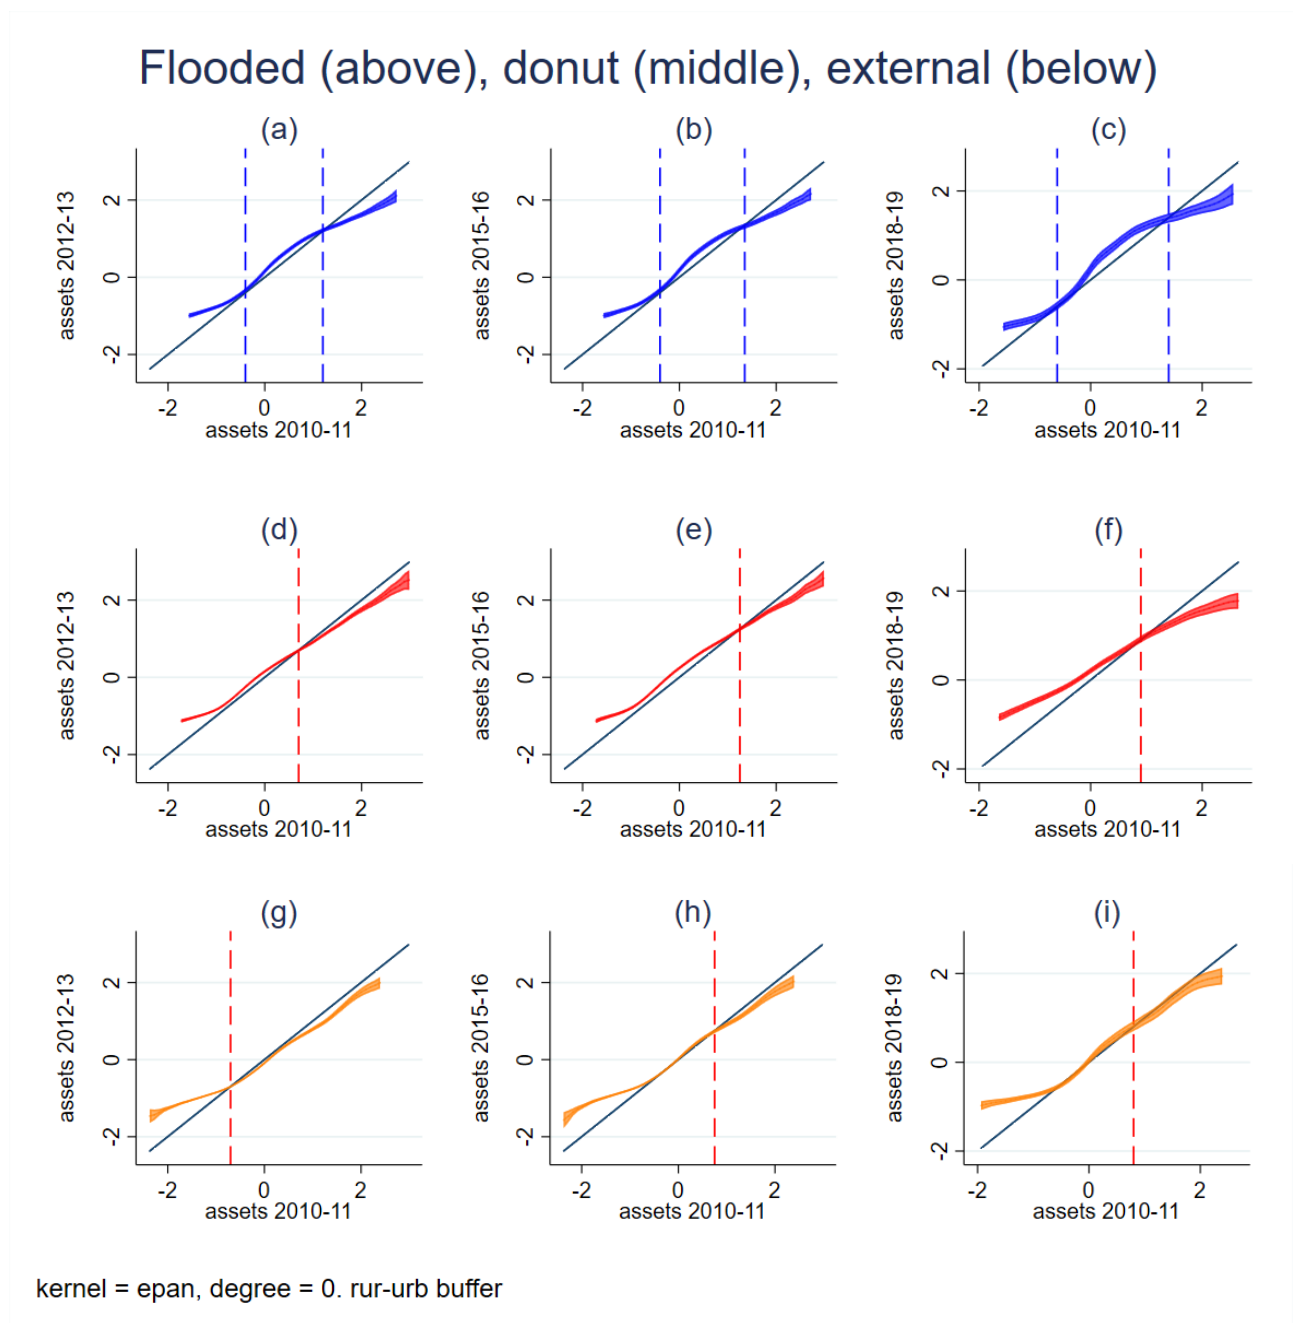 Flooded (above), donut (middle), external (below)
(a)
(b)
(c)
assets 2012-13
2
0
-2
-2
0
2
assets 2010-11
assets 2015-16
2
0
-2
-2
0
2
assets 2010-11
assets 2018-19
2
0
-2
-2
0
2
assets 2010-11
(d)
(e)
(f)
assets 2012-13
2
0
-2
-2
0
2
assets 2010-11
assets 2015-16
2
0
-2
-2
0
2
assets 2010-11
assets 2018-19
2
0
-2
-2
0
2
assets 2010-11
(g)
(h)
(i)
assets 2012-13
2
0
-2
-2
0
2
assets 2010-11
assets 2015-16
2
0
-2
-2
0
2
assets 2010-11
assets 2018-19
2
0
-2
-2
0
2
assets 2010-11
kernel = epan, degree = 0. rur-urb buffer